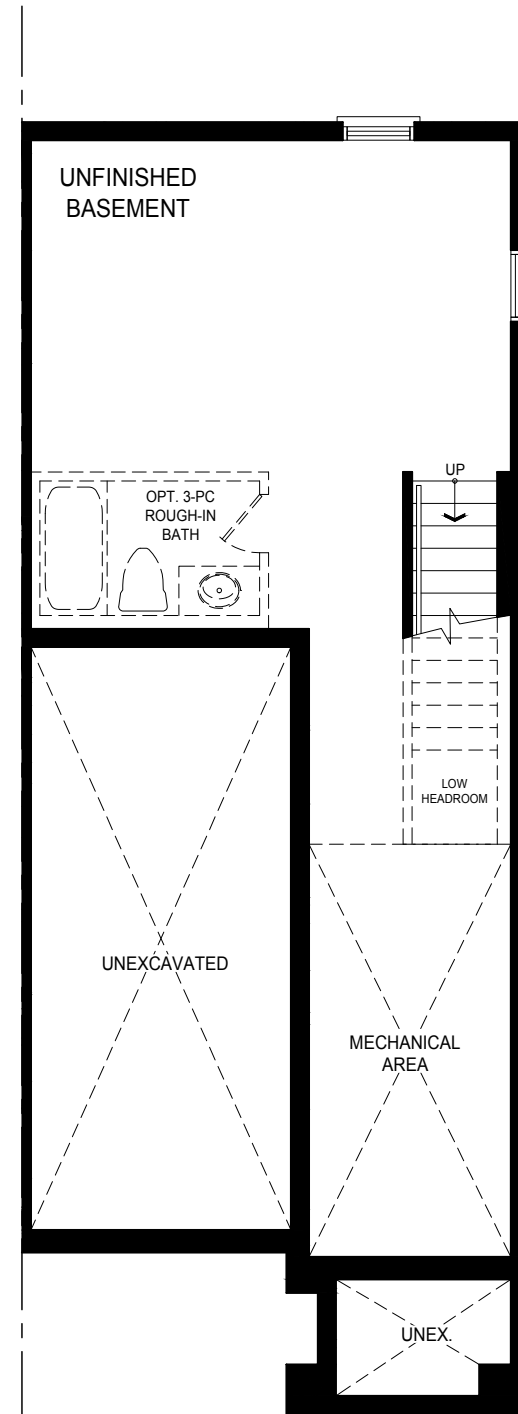 UNFINISHED
BASEMENT
UP
OPT. 3-PC
ROUGH-IN
BATH
LOW
HEADROOM
UNEXCAVATED
MECHANICAL
AREA
UNEX.